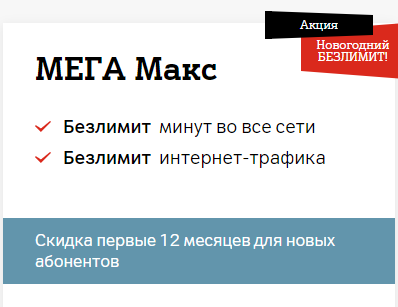 Акция
Новогодний
БЕЗЛИМИТ!
МЕГА Макс
Безлимит минут во все сети
Безлимит интернет-трафика
Скидка первые 12 месяцев для новых
абонентов